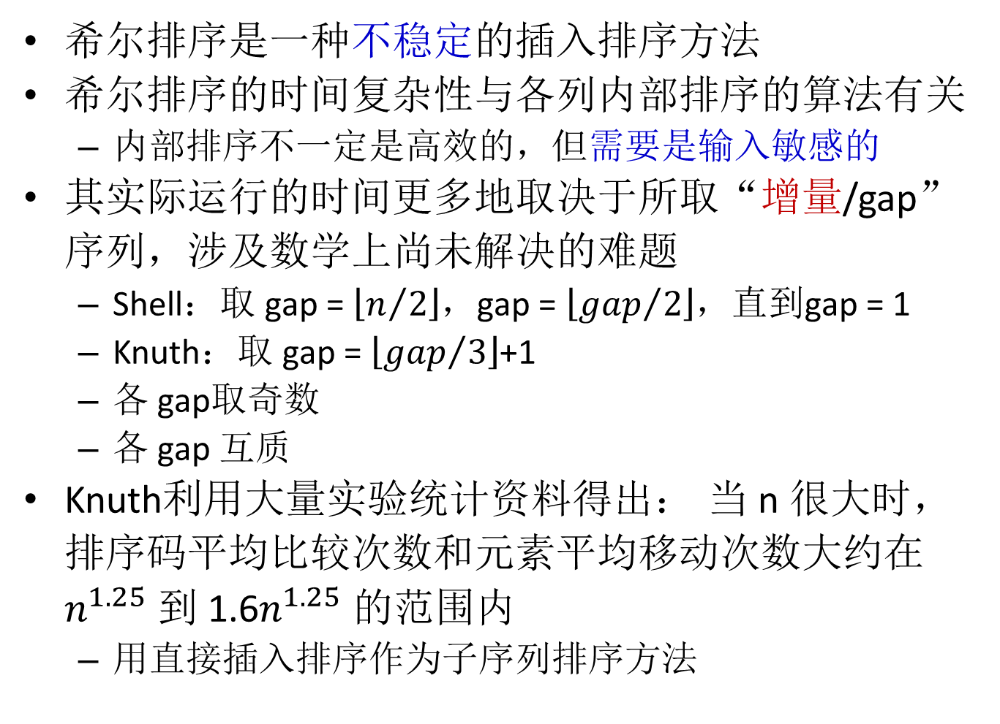 • 希尔排序是一种不稳定的插入排序方法
• 希尔排序的时间复杂性与各列内部排序的算法有关
– 内部排序不一定是高效的，但需要是输入敏感的
• 其实际运行的时间更多地取决于所取“增量/gap”
序列，涉及数学上尚未解决的难题
– Shell：取 gap = ⌊n/2⌋，gap = ⌊gap/2⌋，直到gap = 1
– Knuth：取 gap = ⌊gap/3⌋+1
– 各 gap取奇数
– 各 gap 互质
• Knuth利用大量实验统计资料得出： 当 n 很大时，
排序码平均比较次数和元素平均移动次数大约在
n^1.25 到 1.6n^1.25 的范围内
– 用直接插入排序作为子序列排序方法